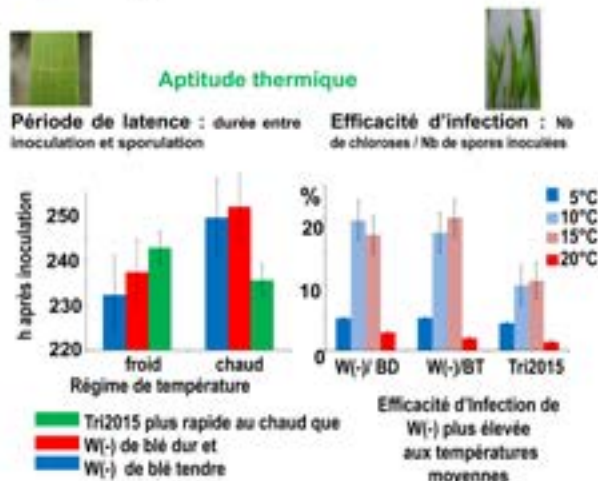 Aptitude thermique
Période de latence : durée entre
inoculation et sporulation
Efficacité d'infection : Nb
de chloroses / Nb de spores inoculées
h après inoculation
250
240
230
220
froid
chaud
Régime de température
Tri2015 plus rapide au chaud que
W(-) de blé dur et
W(-) de blé tendre
%
20
10
0
5°C
10°C
15°C
20°C
W(-)/ BD
W(-)/BT
Tri2015
Efficacité d'Infection de
W(-) plus élevée
aux températures
moyennes